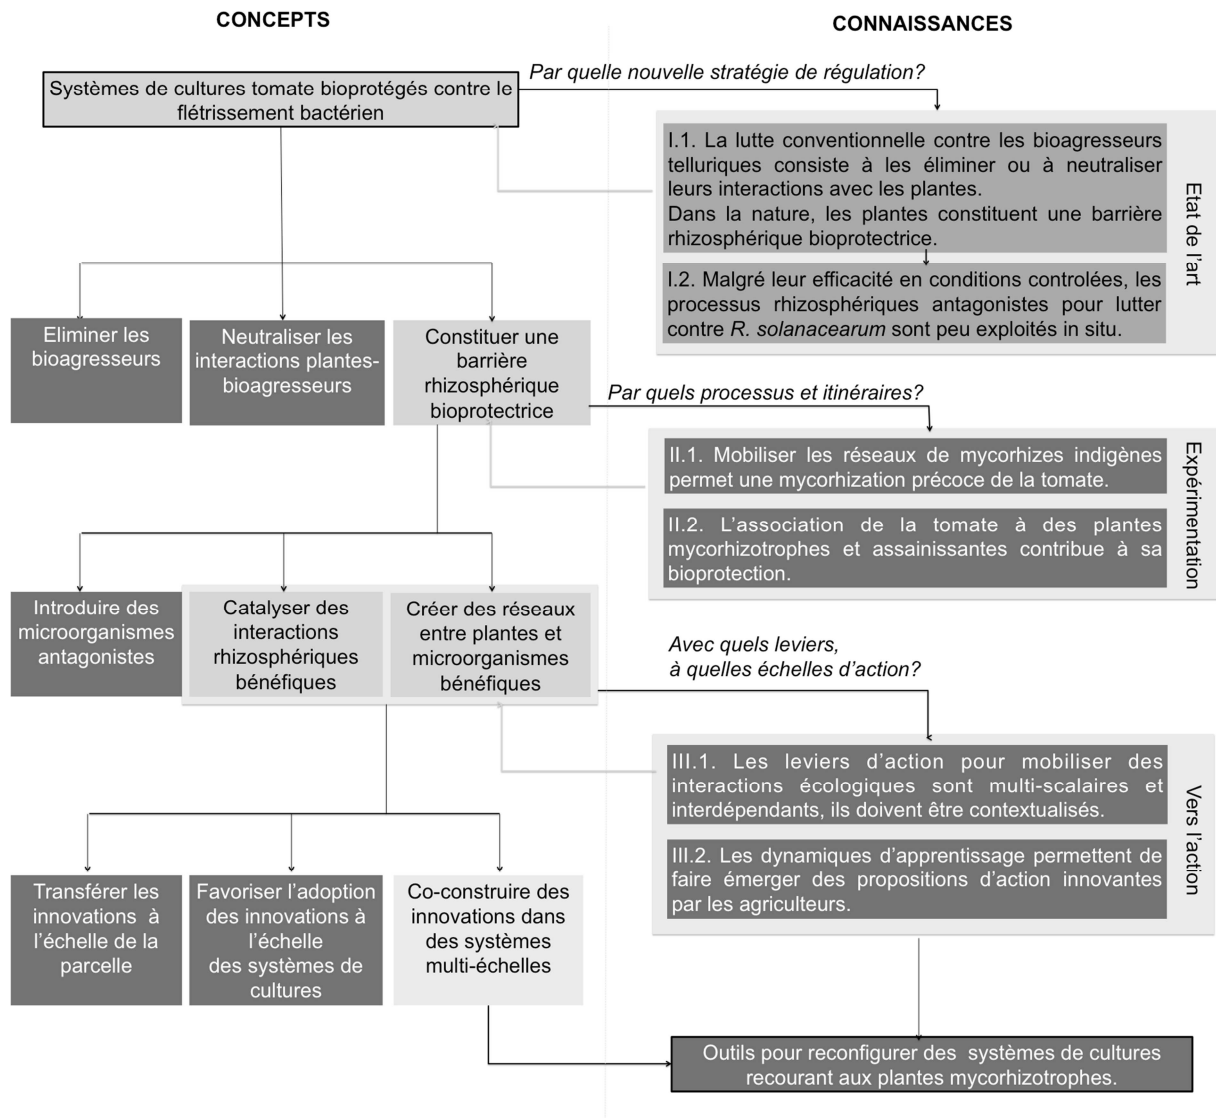 CONCEPTS
CONNAISSANCES
Systèmes de cultures tomate bioprotégés contre le
flétrissement bactérien
Par quelle nouvelle stratégie de régulation?
I.1. La lutte conventionnelle contre les bioagresseurs
telluriques consiste à les éliminer ou à neutraliser
leurs interactions avec les plantes.
Dans la nature, les plantes constituent une barrière
rhizosphérique bioprotectrice.
I.2. Malgré leur efficacité en conditions controlées, les
processus rhizosphériques antagonistes pour lutter
contre R. solanacearum sont peu exploités in situ.
Etat de l’art
Eliminer les
bioagresseurs
Neutraliser les
interactions plantes-
bioagresseurs
Constituer une
barrière
rhizosphérique
bioprotectrice
Par quels processus et itinéraires?
II.1. Mobiliser les réseaux de mycorhizes indigènes
permet une mycorhization précoce de la tomate.
II.2. L’association de la tomate à des plantes
mycorhizotrophes et assainissantes contribue à sa
bioprotection.
Expérimentation
Introduire des
microorganismes
antagonistes
Catalyser des
interactions
rhizosphériques
bénéfiques
Créer des réseaux
entre plantes et
microorganismes
bénéfiques
Avec quels leviers,
à quelles échelles d’action?
III.1. Les leviers d’action pour mobiliser des
interactions écologiques sont multi-scalaires et
interdépendants, ils doivent être contextualisés.
III.2. Les dynamiques d’apprentissage permettent de
faire émerger des propositions d’action innovantes
par les agriculteurs.
Vers l’action
Transférer les
innovations à
l’échelle de la
parcelle
Favoriser l’adoption
des innovations à
l’échelle
des systèmes de
cultures
Co-construire des
innovations dans
des systèmes
multi-échelles
Outils pour reconfigurer des systèmes de cultures
recourant aux plantes mycorhizotrophes.